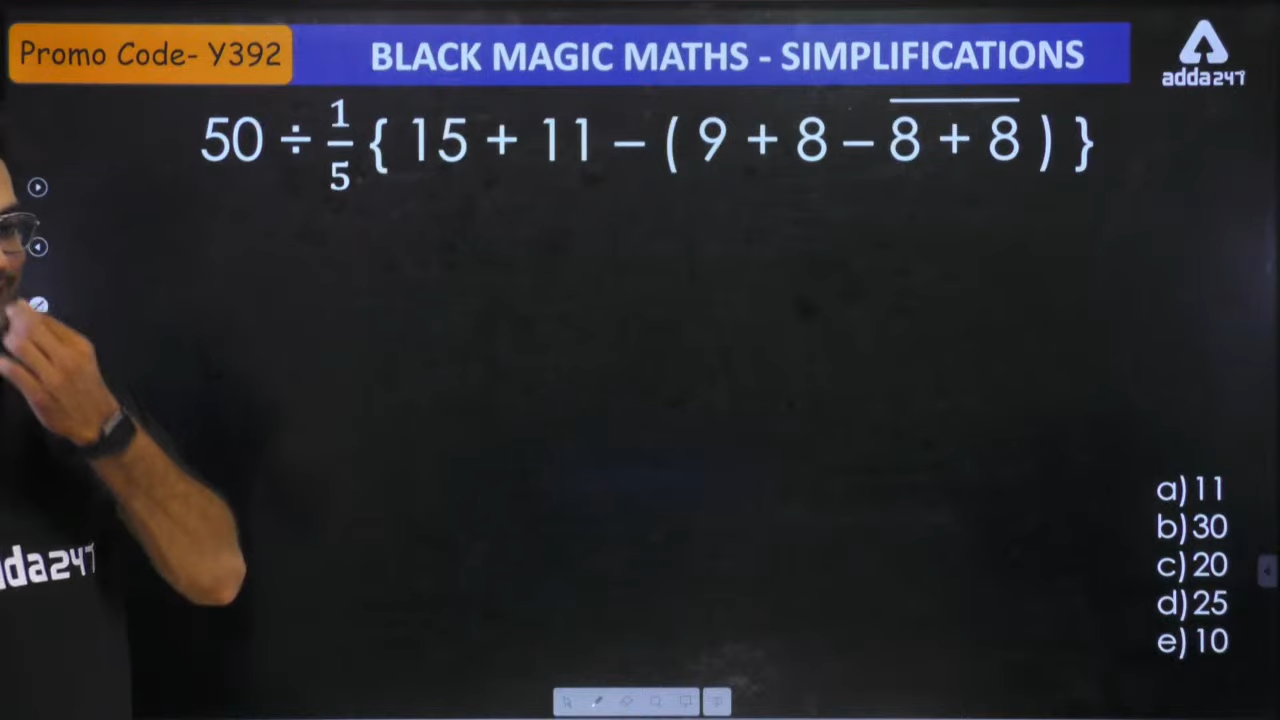 Promo Code- Y392
BLACK MAGIC MATHS - SIMPLIFICATIONS
adda247
50 ÷ 1/5 { 15 + 11 – ( 9 + 8 – 8 + 8 ) }
a) 11
b) 30
c) 20
d) 25
e) 10
dda247